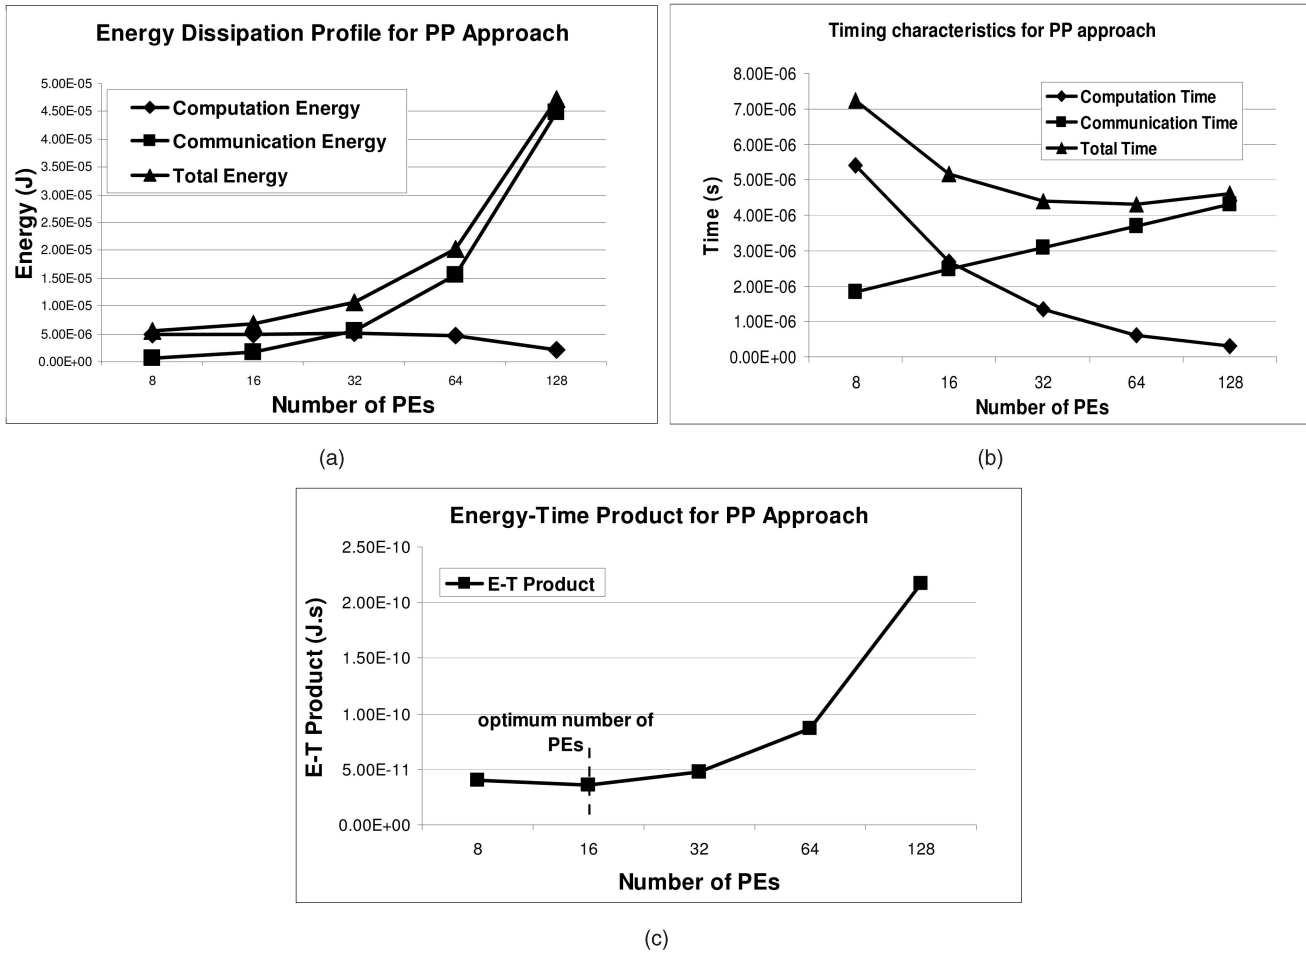 Energy Dissipation Profile for PP Approach
5.00E-05
4.50E-05
4.00E-05
3.50E-05
3.00E-05
2.50E-05
2.00E-05
1.50E-05
1.00E-05
5.00E-06
0.00E+00
Energy (J)
Computation Energy
Communication Energy
Total Energy
8 16 32 64 128
Number of PEs
(a)
Timing characteristics for PP approach
8.00E-06
7.00E-06
6.00E-06
5.00E-06
4.00E-06
3.00E-06
2.00E-06
1.00E-06
0.00E+00
Time (s)
Computation Time
Communication Time
Total Time
8 16 32 64 128
Number of PEs
(b)
Energy-Time Product for PP Approach
2.50E-10
2.00E-10
1.50E-10
1.00E-10
5.00E-11
0.00E+00
E-T Product (J.s)
E-T Product
optimum number of
PEs
8 16 32 64 128
Number of PEs
(c)